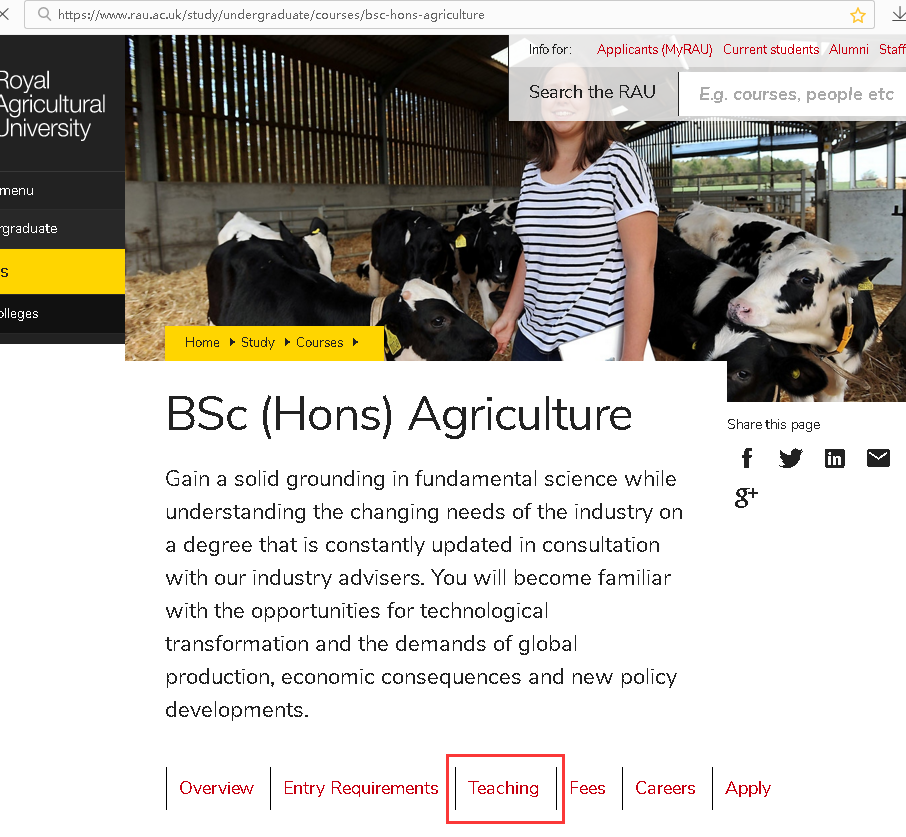 https://www.rau.ac.uk/study/undergraduate/courses/bsc-hons-agriculture
Info for: Applicants (MyRAU) Current students Alumni Staff
Royal
Agricultural
University
Search the RAU E.g. courses, people etc
menu
rgraduate
s
olleges
Home Study Courses
BSc (Hons) Agriculture
Share this page
Gain a solid grounding in fundamental science while
understanding the changing needs of the industry on
a degree that is constantly updated in consultation
with our industry advisers. You will become familiar
with the opportunities for technological
transformation and the demands of global
production, economic consequences and new policy
developments.
Overview Entry Requirements Teaching Fees Careers Apply